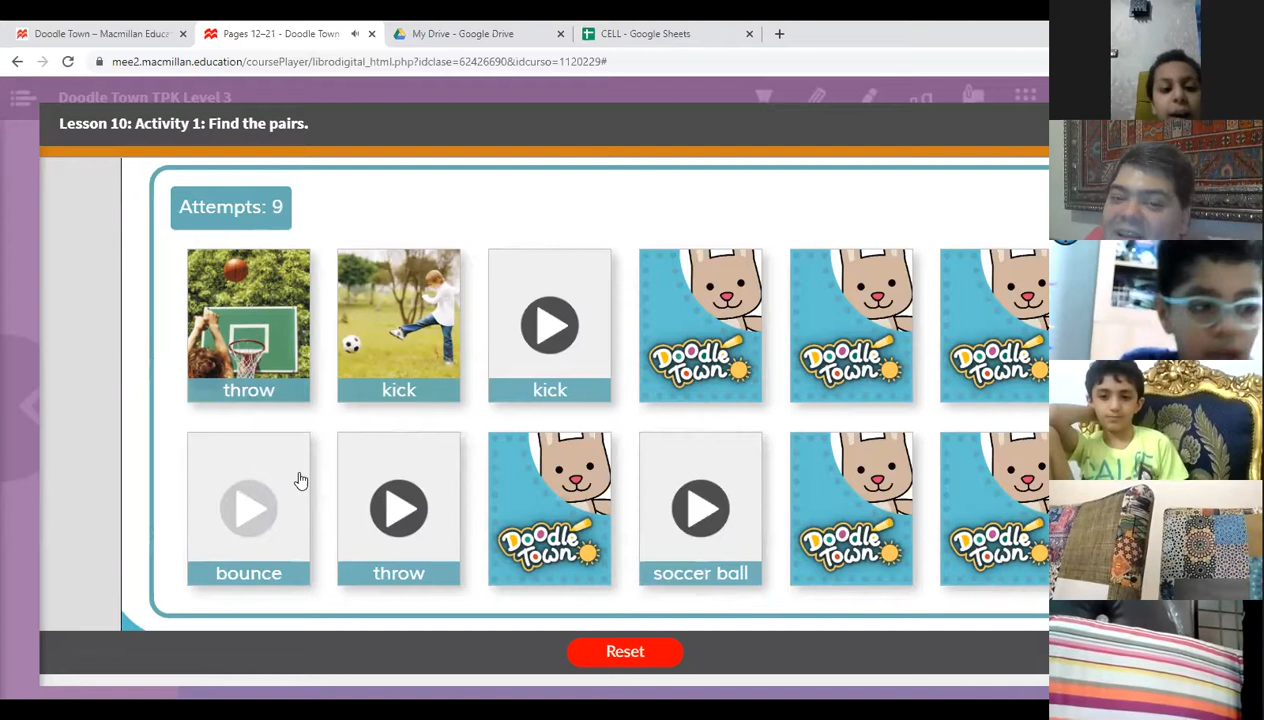 Doodle Town – Macmillan Educa
Pages 12–21 - Doodle Town
My Drive - Google Drive
CELL - Google Sheets
mee2.macmillan.education/coursePlayer/librodigital_html.php?idclase=62426690&idcurso=1120229#
Doodle Town TPK Level 3
Lesson 10: Activity 1: Find the pairs.
Attempts: 9
Doodle Town
Doodle Town
Doodle Town
throw
kick
kick
Doodle Town
Doodle Town
Doodle Town
bounce
throw
soccer ball
Reset